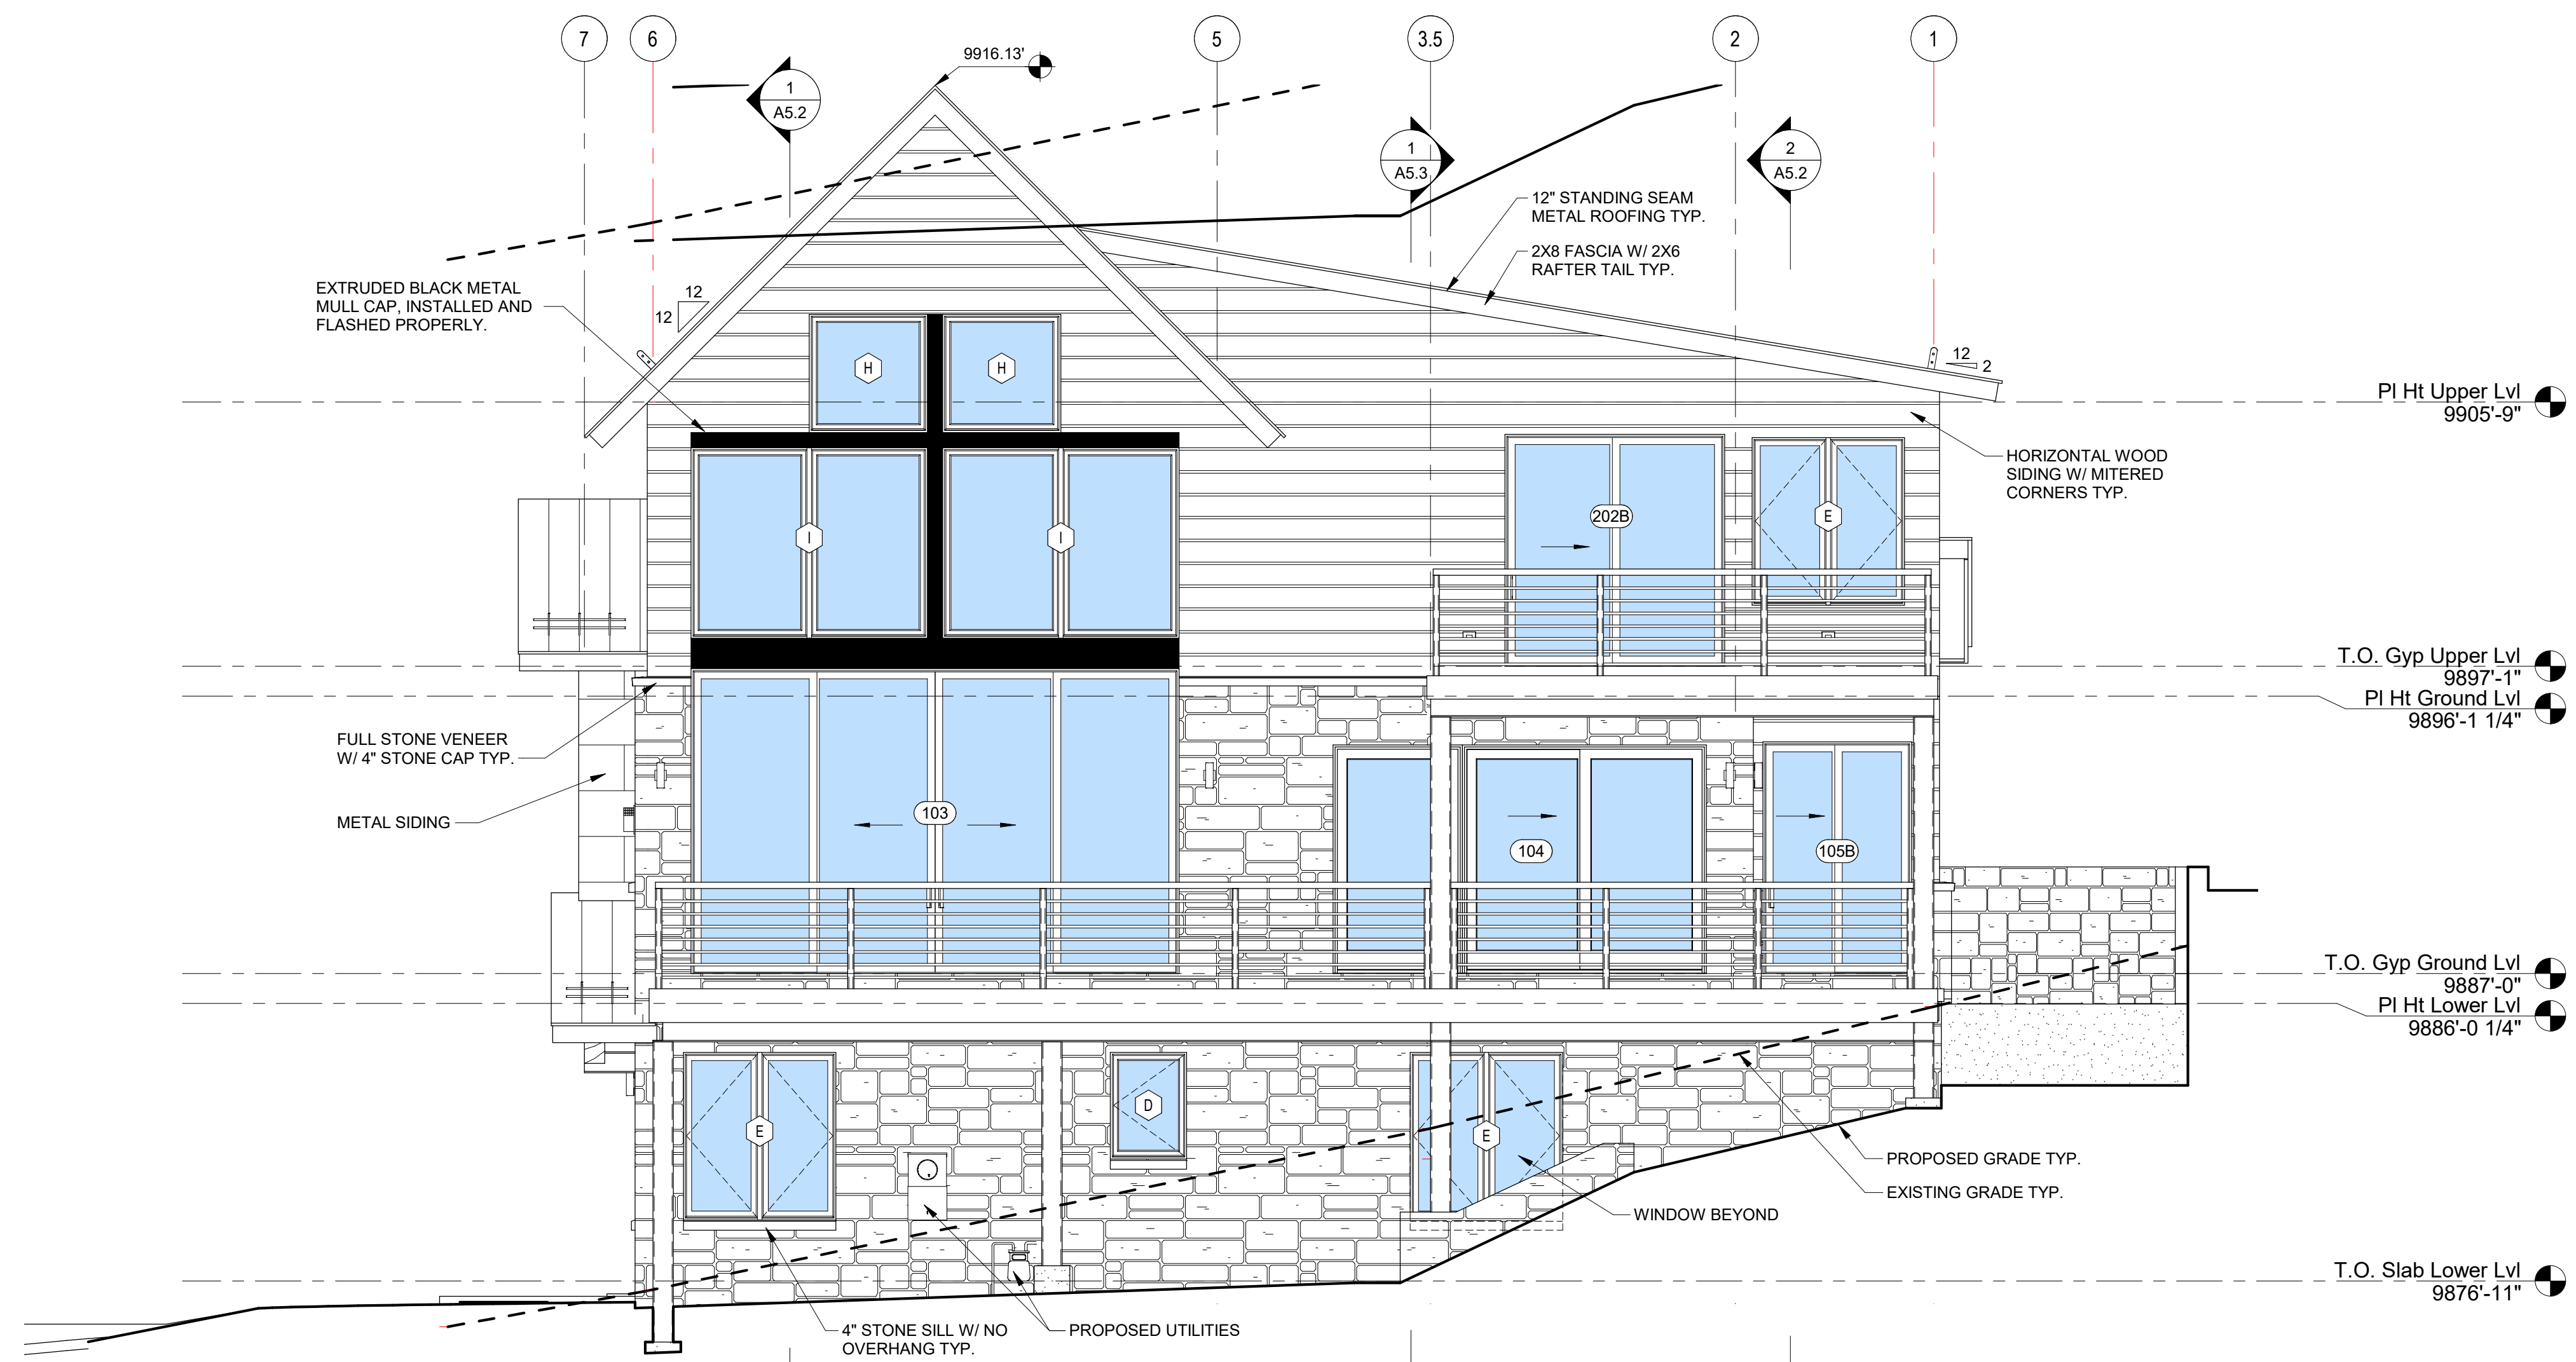 7
6
5
3.5
2
1
9916.13'
1
A5.2
1
A5.3
2
A5.2
12" STANDING SEAM
METAL ROOFING TYP.
2X8 FASCIA W/ 2X6
RAFTER TAIL TYP.
EXTRUDED BLACK METAL
MULL CAP, INSTALLED AND
FLASHED PROPERLY.
12
12
12
2
H
H
Pl Ht Upper Lvl
9905'-9"
HORIZONTAL WOOD
SIDING W/ MITERED
CORNERS TYP.
I
I
202B
E
T.O. Gyp Upper Lvl
9897'-1"
Pl Ht Ground Lvl
9896'-1 1/4"
FULL STONE VENEER
W/ 4" STONE CAP TYP.
METAL SIDING
103
104
105B
T.O. Gyp Ground Lvl
9887'-0"
Pl Ht Lower Lvl
9886'-0 1/4"
E
D
E
PROPOSED GRADE TYP.
EXISTING GRADE TYP.
WINDOW BEYOND
T.O. Slab Lower Lvl
9876'-11"
4" STONE SILL W/ NO
OVERHANG TYP.
PROPOSED UTILITIES